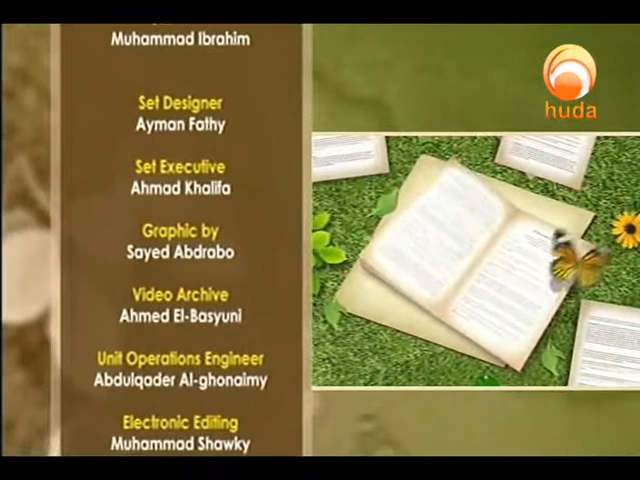 Muhammad Ibrahim
Set Designer
Ayman Fathy
Set Executive
Ahmad Khalifa
Graphic by
Sayed Abdrabo
Video Archive
Ahmed El-Basyuni
Unit Operations Engineer
Abdulqader Al-ghonaimy
Electronic Editing
Muhammad Shawky
huda